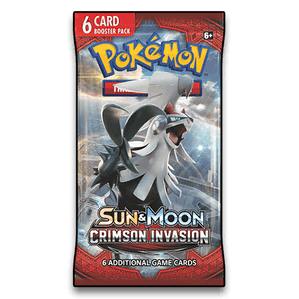 6 CARD
BOOSTER PACK
6+
POKÉMON
SUN & MOON
CRIMSON INVASION
6 ADDITIONAL GAME CARDS